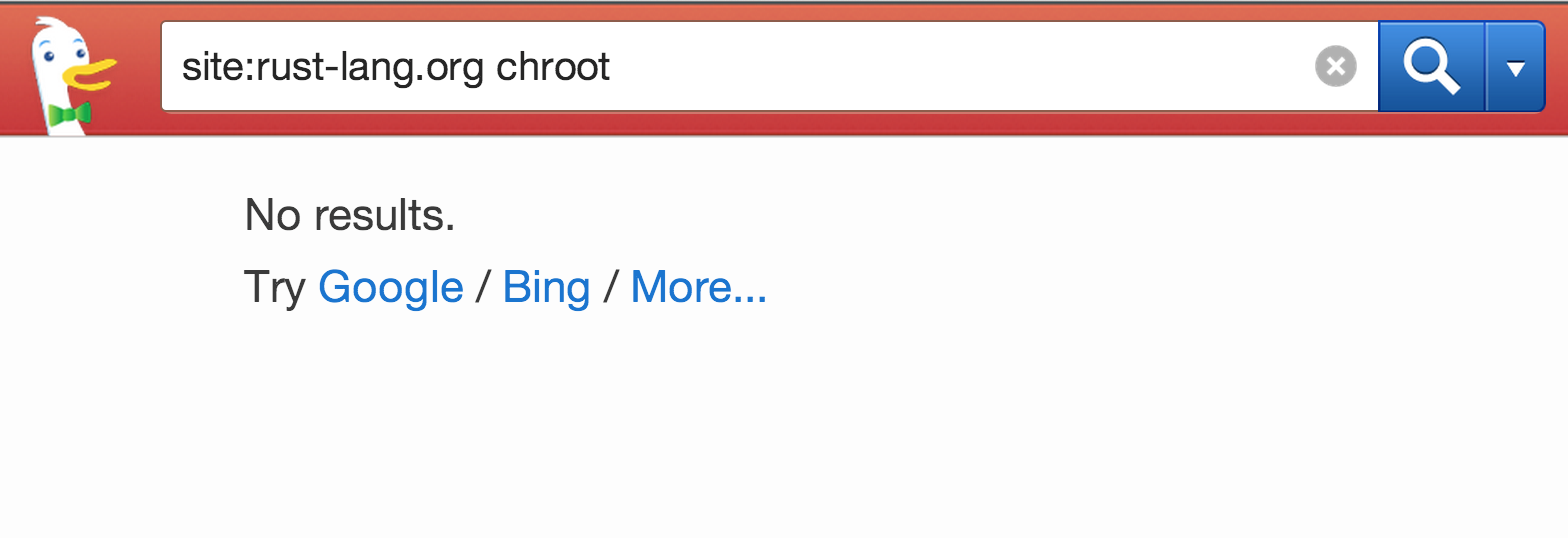 site:rust-lang.org chroot
No results.
Try Google / Bing / More...